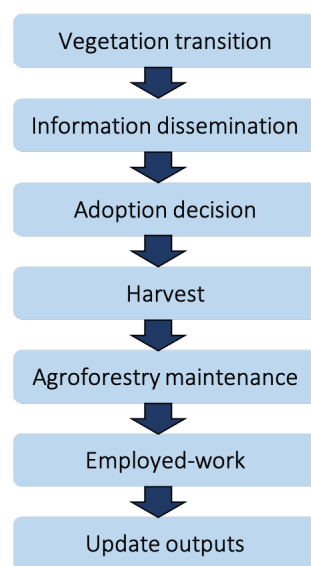 Vegetation transition
Information dissemination
Adoption decision
Harvest
Agroforestry maintenance
Employed-work
Update outputs